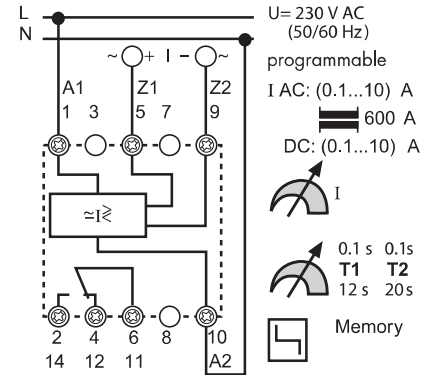 L
N
U= 230 V AC
(50/60 Hz)
~ + I - ~
programmable
A1 Z1 Z2
1 3 5 7 9
I AC: (0.1...10) A
600 A
DC: (0.1...10) A
≃I≷
I
0.1 s 0.1s
T1 T2
12 s 20s
2 4 6 8 10
14 12 11 A2
Memory